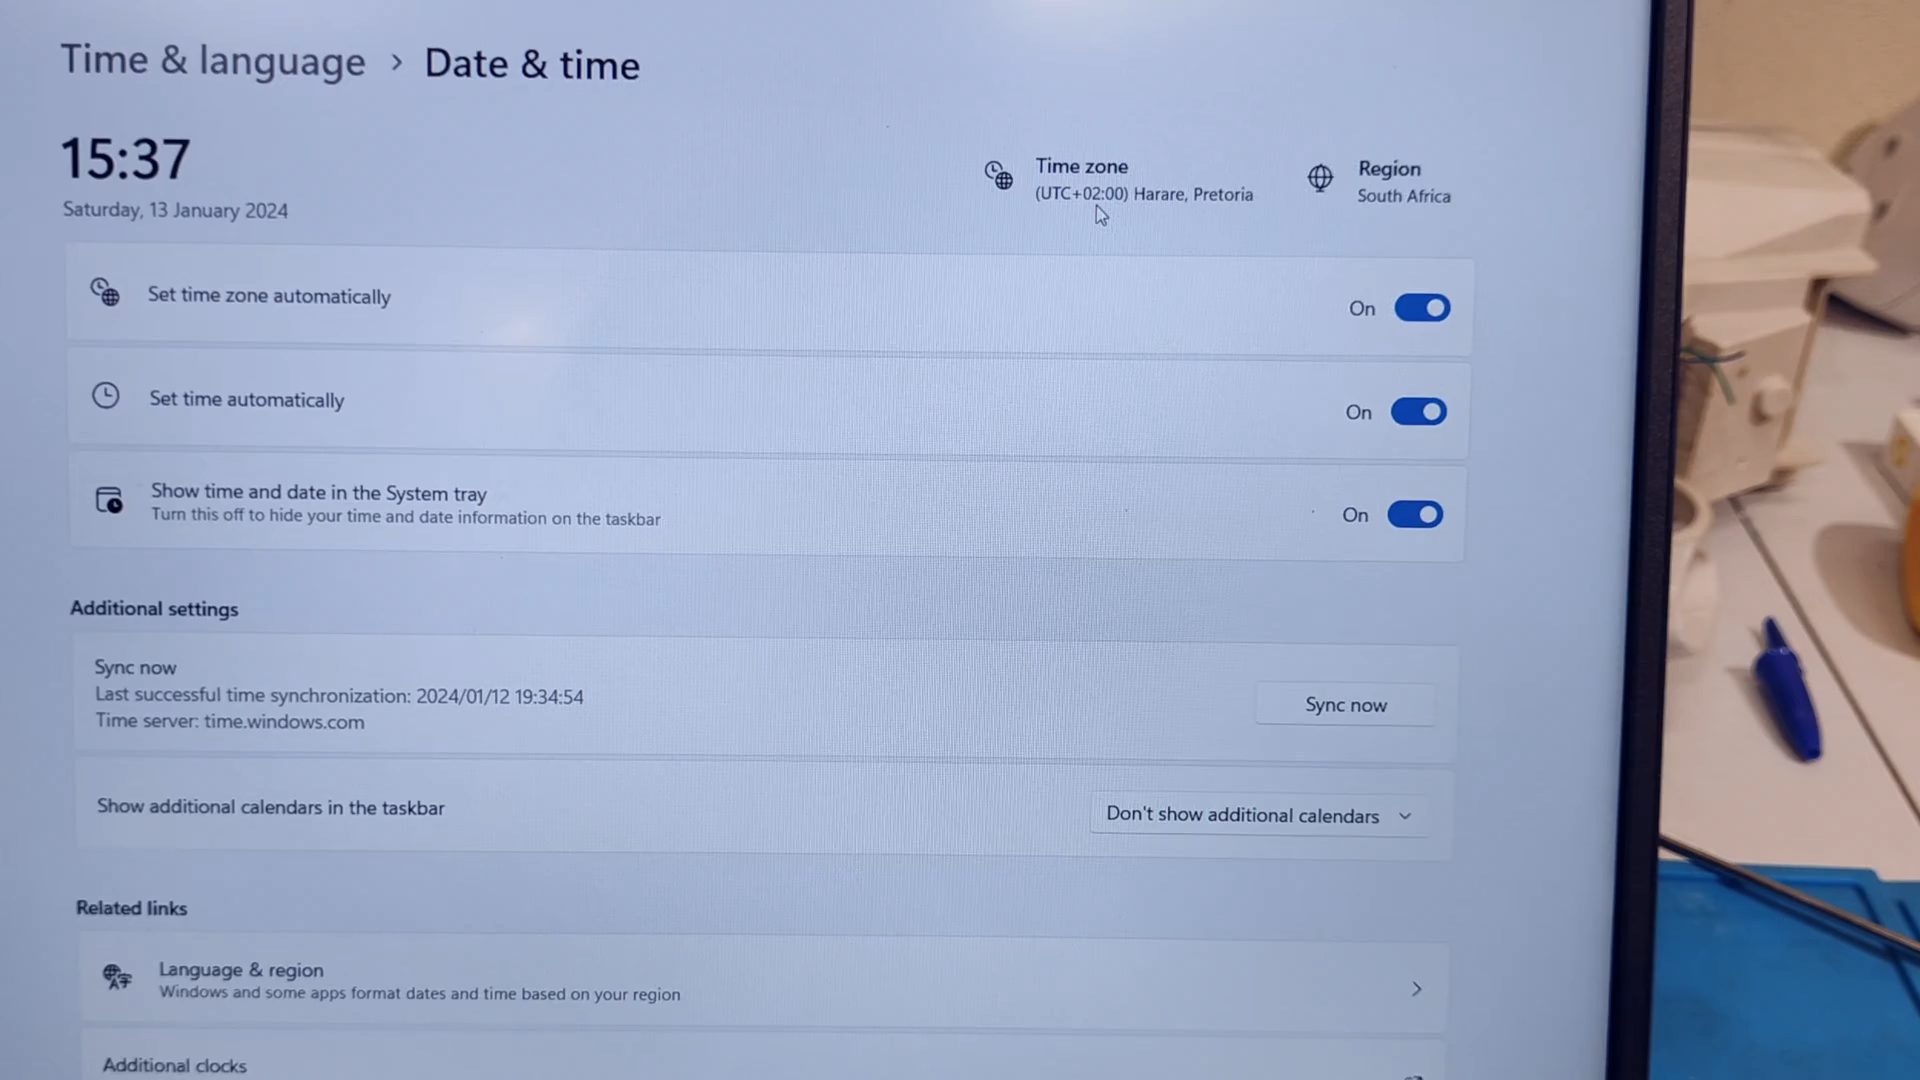 Time & language > Date & time
15:37
Saturday, 13 January 2024
Time zone
(UTC+02:00) Harare, Pretoria
Region
South Africa
Set time zone automatically
On
Set time automatically
On
Show time and date in the System tray
Turn this off to hide your time and date information on the taskbar
On
Additional settings
Sync now
Last successful time synchronization: 2024/01/12 19:34:54
Time server: time.windows.com
Sync now
Show additional calendars in the taskbar
Don't show additional calendars
Related links
Language & region
Windows and some apps format dates and time based on your region
Additional clocks